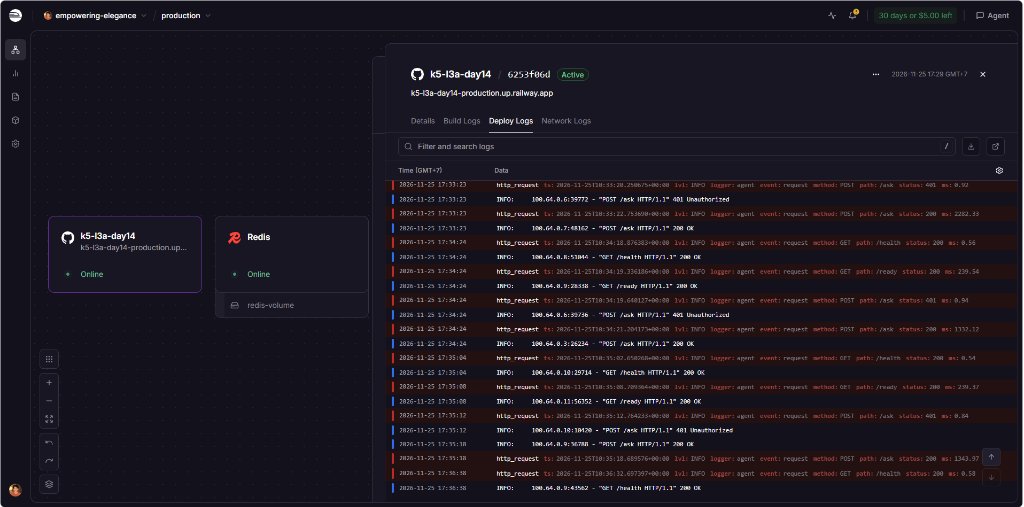 empowering-elegance / production
30 days or $5.00 left
Agent
k5-l3a-day14 / 6253f06d Active
2026-11-25 17:29 GMT+7
k5-l3a-day14-production.up.railway.app
Details Build Logs Deploy Logs Network Logs
Filter and search logs /
Time (GMT+7) Data
2026-11-25 17:33:23 http_request ts: 2026-11-25T10:33:20.250675+00:00 lvl: INFO logger: agent event: request method: POST path: /ask status: 401 ms: 0.92
2026-11-25 17:33:23 INFO: 100.64.0.6:39772 - "POST /ask HTTP/1.1" 401 Unauthorized
2026-11-25 17:33:23 http_request ts: 2026-11-25T10:33:22.753690+00:00 lvl: INFO logger: agent event: request method: POST path: /ask status: 200 ms: 2282.33
2026-11-25 17:33:23 INFO: 100.64.0.7:48162 - "POST /ask HTTP/1.1" 200 OK
2026-11-25 17:34:24 http_request ts: 2026-11-25T10:34:18.876383+00:00 lvl: INFO logger: agent event: request method: GET path: /health status: 200 ms: 0.56
2026-11-25 17:34:24 INFO: 100.64.0.8:51044 - "GET /health HTTP/1.1" 200 OK
2026-11-25 17:34:24 http_request ts: 2026-11-25T10:34:19.336186+00:00 lvl: INFO logger: agent event: request method: GET path: /ready status: 200 ms: 239.54
2026-11-25 17:34:24 INFO: 100.64.0.9:28338 - "GET /ready HTTP/1.1" 200 OK
2026-11-25 17:34:24 http_request ts: 2026-11-25T10:34:19.640127+00:00 lvl: INFO logger: agent event: request method: POST path: /ask status: 401 ms: 0.94
2026-11-25 17:34:24 INFO: 100.64.0.6:39736 - "POST /ask HTTP/1.1" 401 Unauthorized
2026-11-25 17:34:24 http_request ts: 2026-11-25T10:34:21.204173+00:00 lvl: INFO logger: agent event: request method: POST path: /ask status: 200 ms: 1332.12
2026-11-25 17:34:24 INFO: 100.64.0.3:26234 - "POST /ask HTTP/1.1" 200 OK
2026-11-25 17:35:04 http_request ts: 2026-11-25T10:35:02.650268+00:00 lvl: INFO logger: agent event: request method: GET path: /health status: 200 ms: 0.54
2026-11-25 17:35:04 INFO: 100.64.0.10:29714 - "GET /health HTTP/1.1" 200 OK
2026-11-25 17:35:08 http_request ts: 2026-11-25T10:35:08.709364+00:00 lvl: INFO logger: agent event: request method: GET path: /ready status: 200 ms: 239.37
2026-11-25 17:35:08 INFO: 100.64.0.11:56352 - "GET /ready HTTP/1.1" 200 OK
2026-11-25 17:35:12 http_request ts: 2026-11-25T10:35:12.764233+00:00 lvl: INFO logger: agent event: request method: POST path: /ask status: 401 ms: 0.84
2026-11-25 17:35:12 INFO: 100.64.0.10:10420 - "POST /ask HTTP/1.1" 401 Unauthorized
2026-11-25 17:35:18 INFO: 100.64.0.9:36788 - "POST /ask HTTP/1.1" 200 OK
2026-11-25 17:35:18 http_request ts: 2026-11-25T10:35:18.689576+00:00 lvl: INFO logger: agent event: request method: POST path: /ask status: 200 ms: 1343.97
2026-11-25 17:36:38 http_request ts: 2026-11-25T10:36:32.697397+00:00 lvl: INFO logger: agent event: request method: GET path: /health status: 200 ms: 0.58
2026-11-25 17:36:38 INFO: 100.64.0.9:43562 - "GET /health HTTP/1.1" 200 OK
k5-l3a-day14
k5-l3a-day14-production.up...
Online
Redis
Online
redis-volume